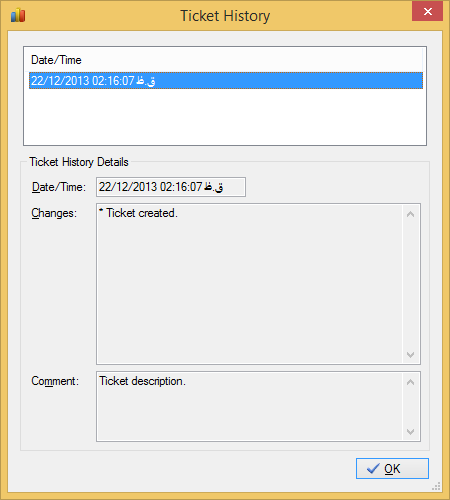 Ticket History
Date/Time
22/12/2013 02:16:07 ق.ظ
Ticket History Details
Date/Time: 22/12/2013 02:16:07 ق.ظ
Changes: * Ticket created.
Comment: Ticket description.
OK